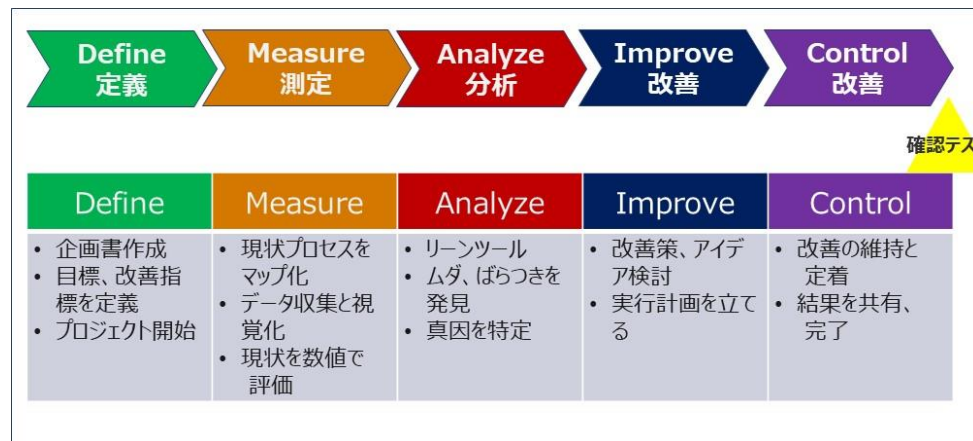 Define
定義
Measure
測定
Analyze
分析
Improve
改善
Control
改善
確認テス
Define
Measure
Analyze
Improve
Control
• 企画書作成
• 目標、改善指
標を定義
• プロジェクト開始
• 現状プロセスを
マップ化
• データ収集と視
覚化
• 現状を数値で
評価
• リーンツール
• ムダ、ばらつきを
発見
• 真因を特定
• 改善策、アイデ
ア検討
• 実行計画を立て
る
• 改善の維持と
定着
• 結果を共有、
完了